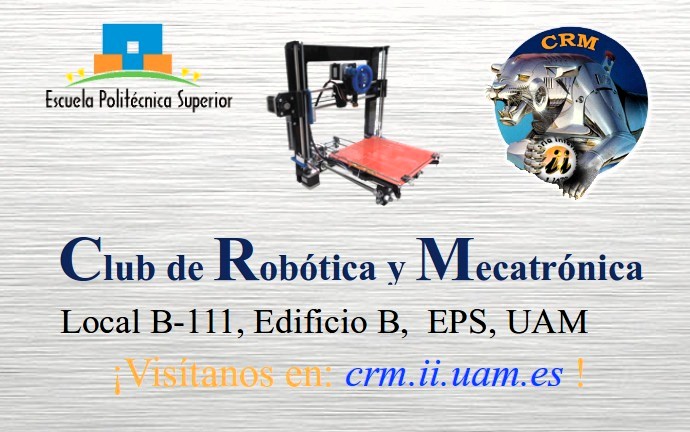 Escuela Politécnica Superior
CRM
ii
Club de Robótica y Mecatrónica
Local B-111, Edificio B, EPS, UAM
¡Visítanos en: crm.ii.uam.es !